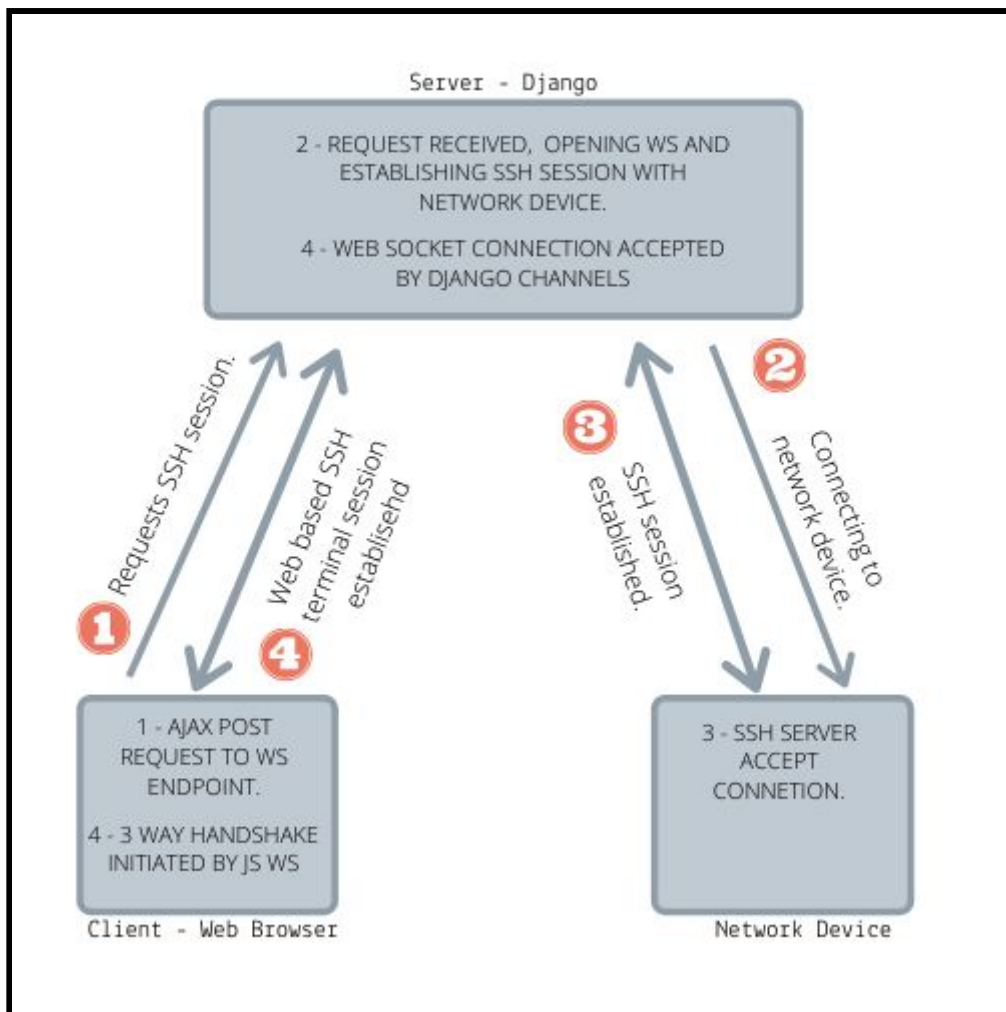 Server - Django
2 - REQUEST RECEIVED, OPENING WS AND
ESTABLISHING SSH SESSION WITH
NETWORK DEVICE.
4 - WEB SOCKET CONNECTION ACCEPTED
BY DJANGO CHANNELS
1
Requests SSH session.
4
Web based SSH
terminal session
establisehd
3
SSH session
established.
2
Connecting to
network device.
1 - AJAX POST
REQUEST TO WS
ENDPOINT.
4 - 3 WAY HANDSHAKE
INITIATED BY JS WS
Client - Web Browser
3 - SSH SERVER
ACCEPT
CONNETION.
Network Device